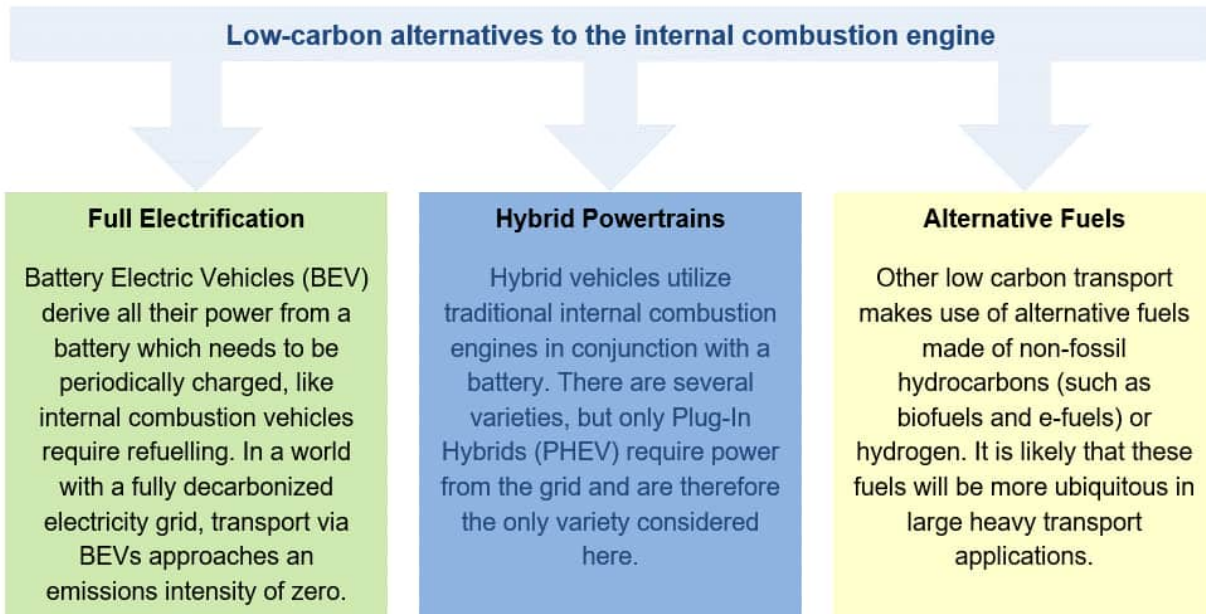 Low-carbon alternatives to the internal combustion engine
Full Electrification
Battery Electric Vehicles (BEV)
derive all their power from a
battery which needs to be
periodically charged, like
internal combustion vehicles
require refuelling. In a world
with a fully decarbonized
electricity grid, transport via
BEVs approaches an
emissions intensity of zero.
Hybrid Powertrains
Hybrid vehicles utilize
traditional internal combustion
engines in conjunction with a
battery. There are several
varieties, but only Plug-In
Hybrids (PHEV) require power
from the grid and are therefore
the only variety considered
here.
Alternative Fuels
Other low carbon transport
makes use of alternative fuels
made of non-fossil
hydrocarbons (such as
biofuels and e-fuels) or
hydrogen. It is likely that these
fuels will be more ubiquitous in
large heavy transport
applications.